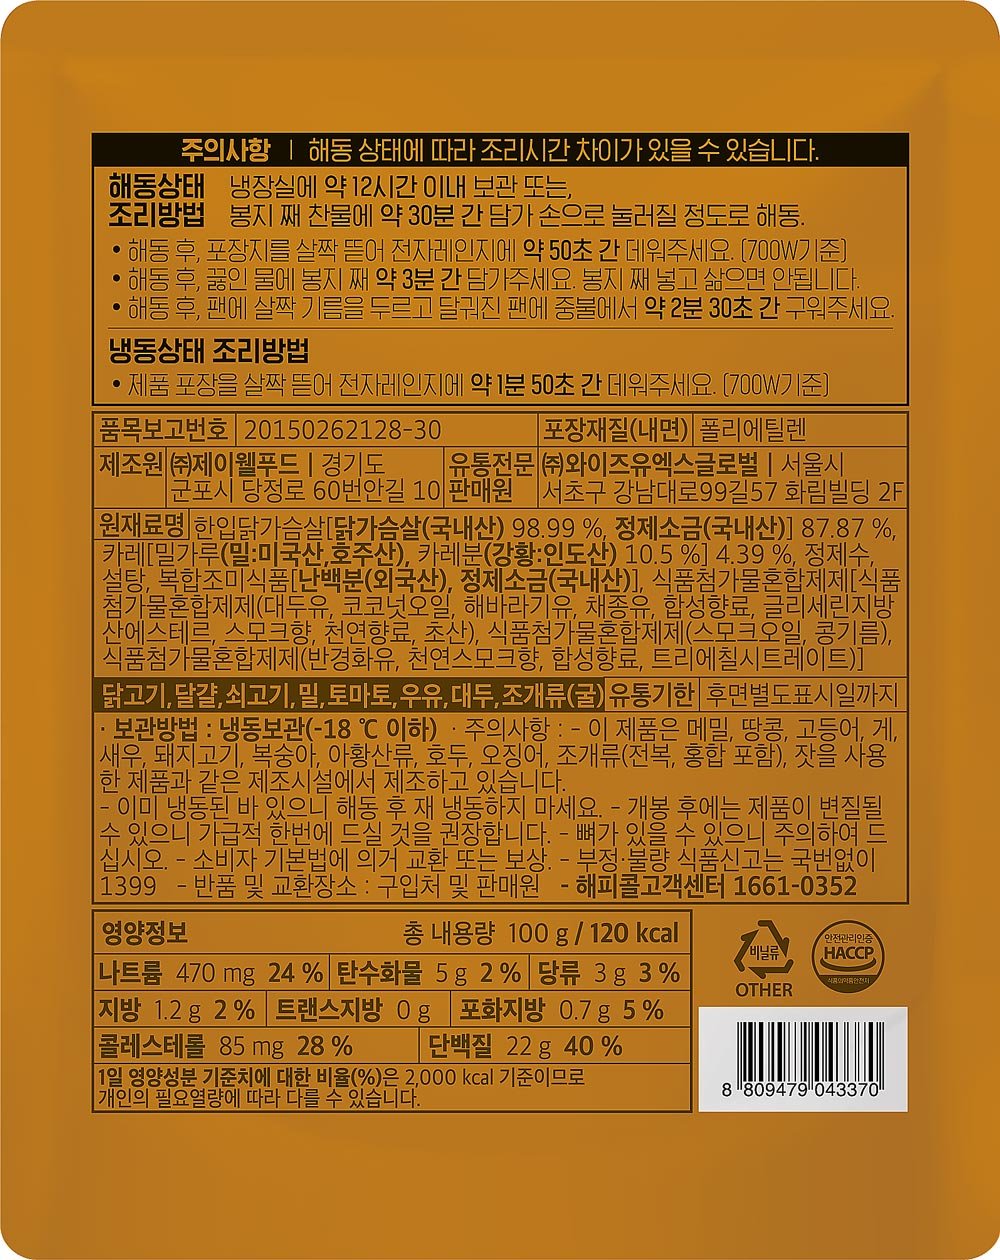 주의사항 | 해동 상태에 따라 조리시간 차이가 있을 수 있습니다.
해동상태 조리방법
냉장실에 약 12시간 이내 보관 또는,
봉지 째 찬물에 약 30분 간 담가 손으로 눌러질 정도로 해동.
• 해동 후, 포장지를 살짝 뜯어 전자레인지에 약 50초 간 데워주세요. (700W기준)
• 해동 후, 끓인 물에 봉지 째 약 3분 간 담가주세요. 봉지 째 넣고 삶으면 안됩니다.
• 해동 후, 팬에 살짝 기름을 두르고 달궈진 팬에 중불에서 약 2분 30초 간 구워주세요.
냉동상태 조리방법
• 제품 포장을 살짝 뜯어 전자레인지에 약 1분 50초 간 데워주세요. (700W기준)
품목보고번호 20150262128-30 포장재질(내면) 폴리에틸렌
제조원 ㈜제이웰푸드 | 경기도
군포시 당정로 60번안길 10
유통전문
판매원
㈜와이즈유엑스글로벌 | 서울시
서초구 강남대로99길57 화림빌딩 2F
원재료명 한입닭가슴살[닭가슴살(국내산) 98.99 %, 정제소금(국내산)] 87.87 %,
카레[밀가루(밀:미국산,호주산), 카레분(강황:인도산) 10.5 %] 4.39 %, 정제수,
설탕, 복합조미식품[난백분(외국산), 정제소금(국내산)], 식품첨가물혼합제제[식품
첨가물혼합제제(대두유, 코코넛오일, 해바라기유, 채종유, 합성향료, 글리세린지방
산에스테르, 스모크향, 천연향료, 초산), 식품첨가물혼합제제(스모크오일, 콩기름),
식품첨가물혼합제제(반경화유, 천연스모크향, 합성향료, 트리에칠시트레이트)]
닭고기, 달걀, 쇠고기, 밀, 토마토, 우유, 대두, 조개류(굴) 유통기한 후면별도표시일까지
· 보관방법 : 냉동보관(-18 ℃ 이하) · 주의사항 : - 이 제품은 메밀, 땅콩, 고등어, 게,
새우, 돼지고기, 복숭아, 아황산류, 호두, 오징어, 조개류(전복, 홍합 포함), 잣을 사용
한 제품과 같은 제조시설에서 제조하고 있습니다.
- 이미 냉동된 바 있으니 해동 후 재 냉동하지 마세요. - 개봉 후에는 제품이 변질될
수 있으니 가급적 한번에 드실 것을 권장합니다. - 뼈가 있을 수 있으니 주의하여 드
십시오. - 소비자 기본법에 의거 교환 또는 보상. - 부정·불량 식품신고는 국번없이
1399 - 반품 및 교환장소 : 구입처 및 판매원 - 해피콜고객센터 1661-0352
영양정보 총 내용량 100 g / 120 kcal
나트륨 470 mg 24 % 탄수화물 5 g 2 % 당류 3 g 3 %
지방 1.2 g 2 % 트랜스지방 0 g 포화지방 0.7 g 5 %
콜레스테롤 85 mg 28 % 단백질 22 g 40 %
1일 영양성분 기준치에 대한 비율(%)은 2,000 kcal 기준이므로
개인의 필요열량에 따라 다를 수 있습니다.
비닐류
OTHER
안전관리인증
HACCP
식품의약품안전처
8 809479 043370